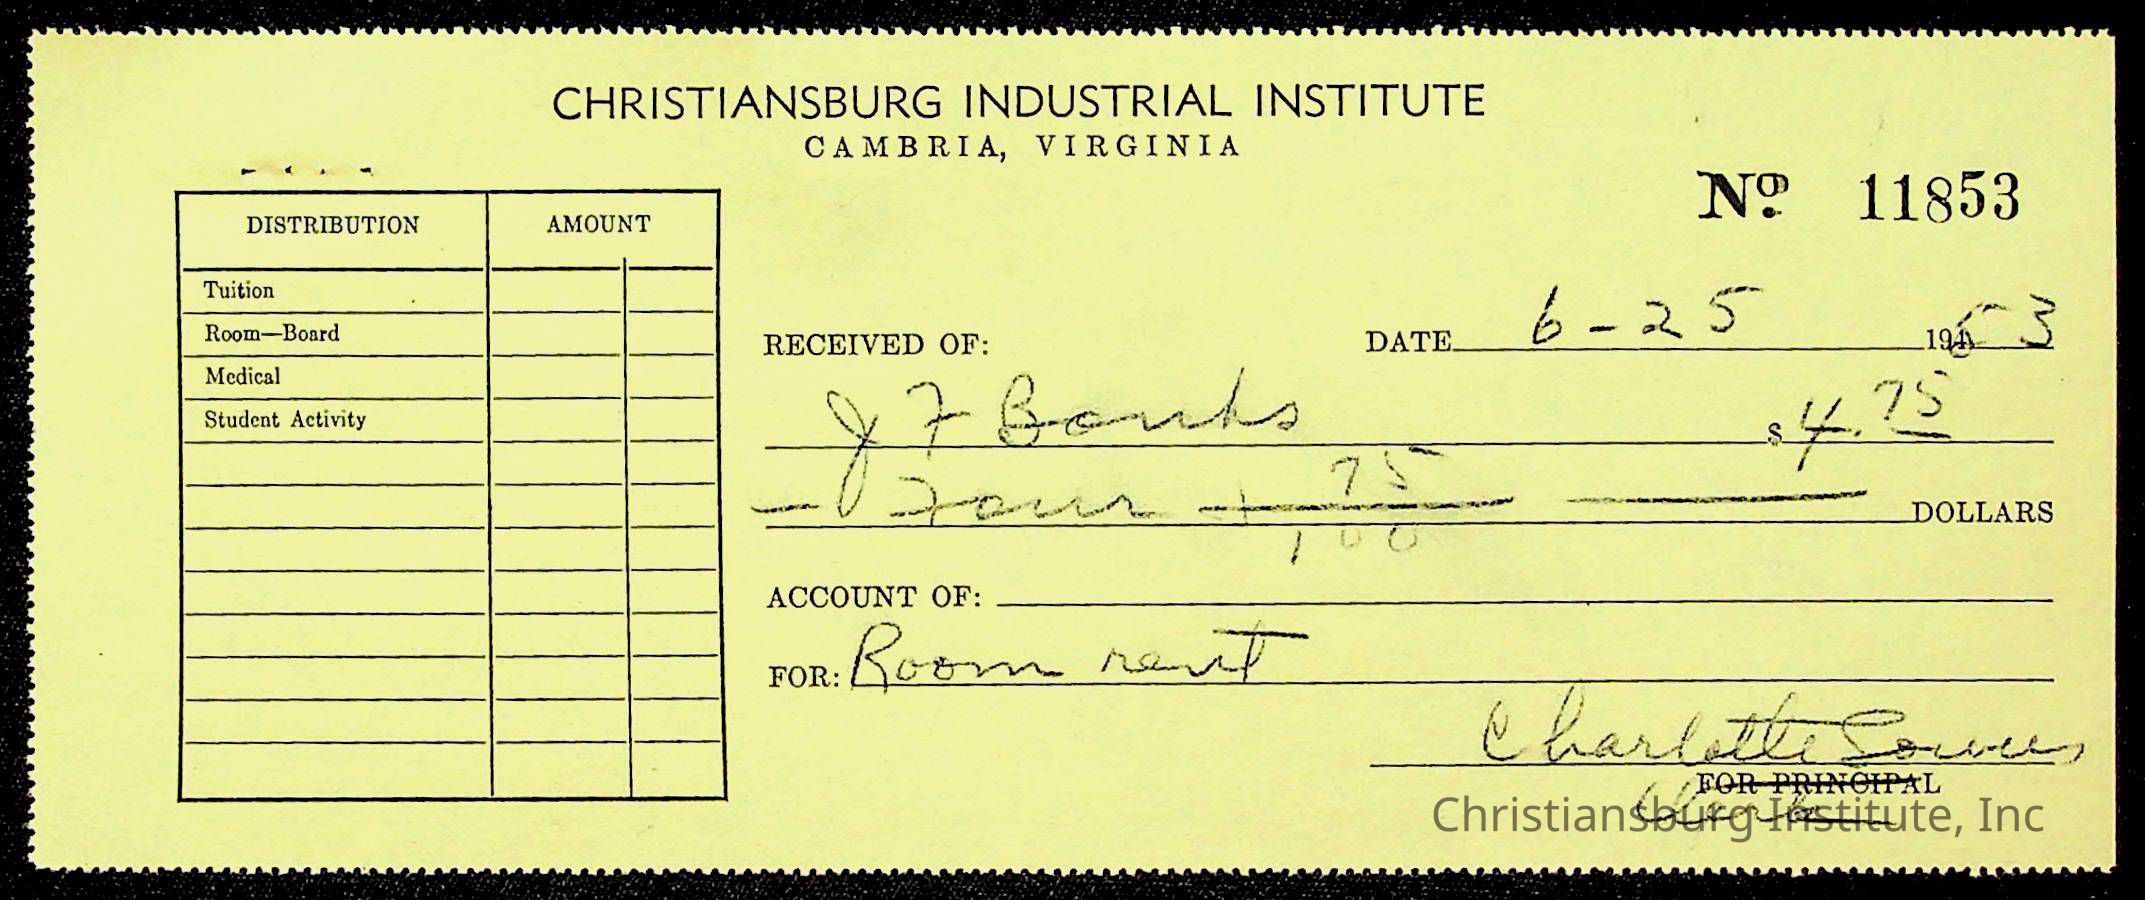 CHRISTIANSBURG INDUSTRIAL INSTITUTE
CAMBRIA, VIRGINIA
Nº 11853
DISTRIBUTION AMOUNT
Tuition
Room—Board
Medical
Student Activity
RECEIVED OF: DATE 6-25 1953
J F Banks $ 4.75
Four + 75/100 DOLLARS
ACCOUNT OF:
FOR: Room rent
Charlotte
FOR PRINCIPAL
Clerk
Christiansburg Institute, Inc